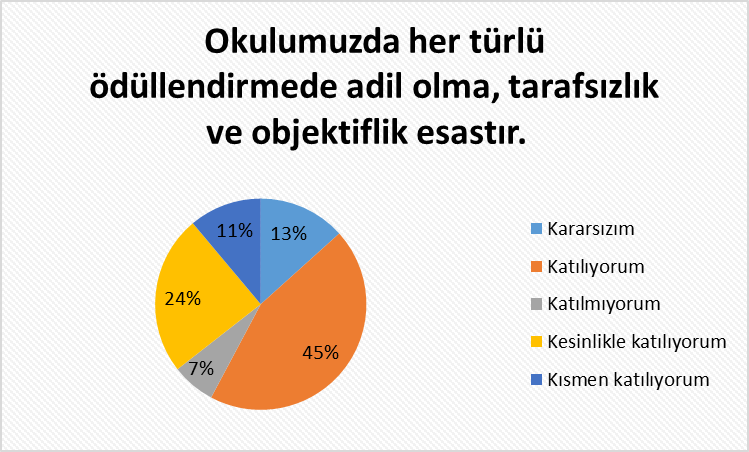 Okulumuzda her türlü
ödüllendirmede adil olma, tarafsızlık
ve objektiflik esastır.
11%
13%
24%
45%
7%
Kararsızım
Katılıyorum
Katılmıyorum
Kesinlikle katılıyorum
Kısmen katılıyorum